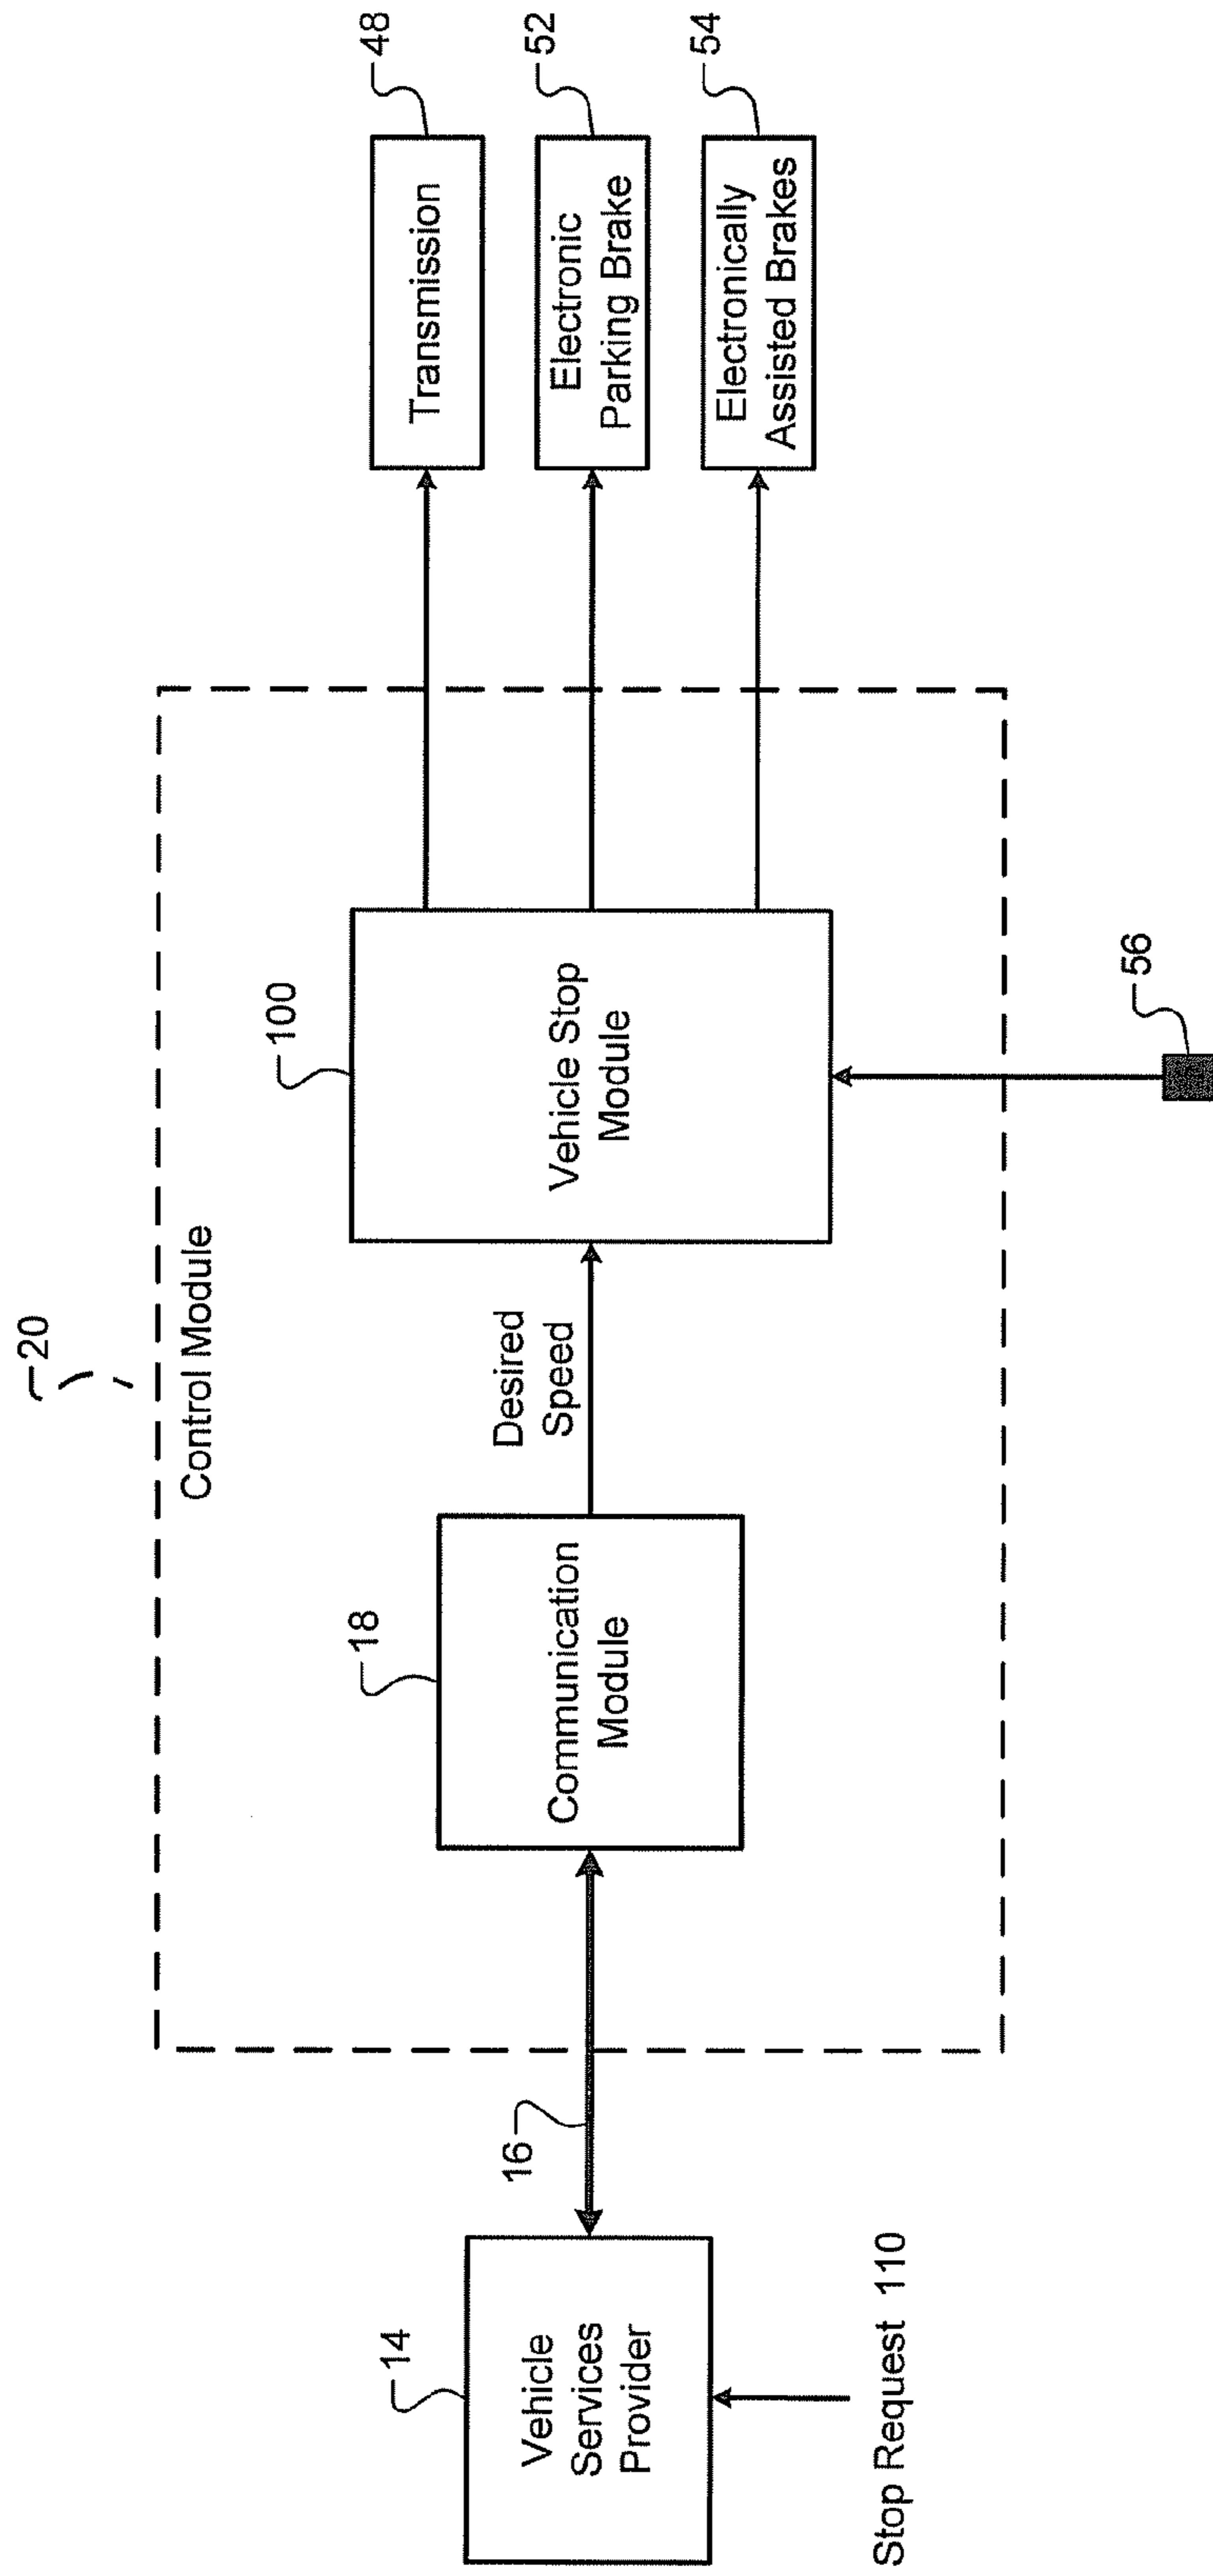 20
Control Module
14
Vehicle
Services
Provider
Stop Request 110
16
18
Communication
Module
Desired
Speed
100
Vehicle Stop
Module
56
48
Transmission
52
Electronic
Parking Brake
54
Electronically
Assisted Brakes